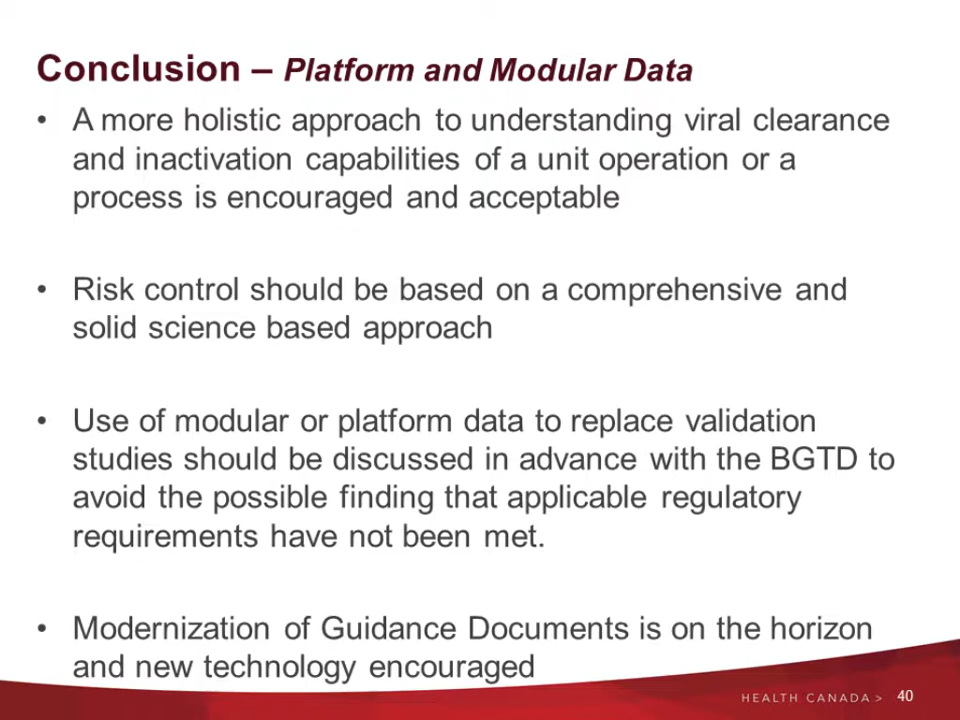 Conclusion – Platform and Modular Data
• A more holistic approach to understanding viral clearance
and inactivation capabilities of a unit operation or a
process is encouraged and acceptable
• Risk control should be based on a comprehensive and
solid science based approach
• Use of modular or platform data to replace validation
studies should be discussed in advance with the BGTD to
avoid the possible finding that applicable regulatory
requirements have not been met.
• Modernization of Guidance Documents is on the horizon
and new technology encouraged
HEALTH CANADA > 40